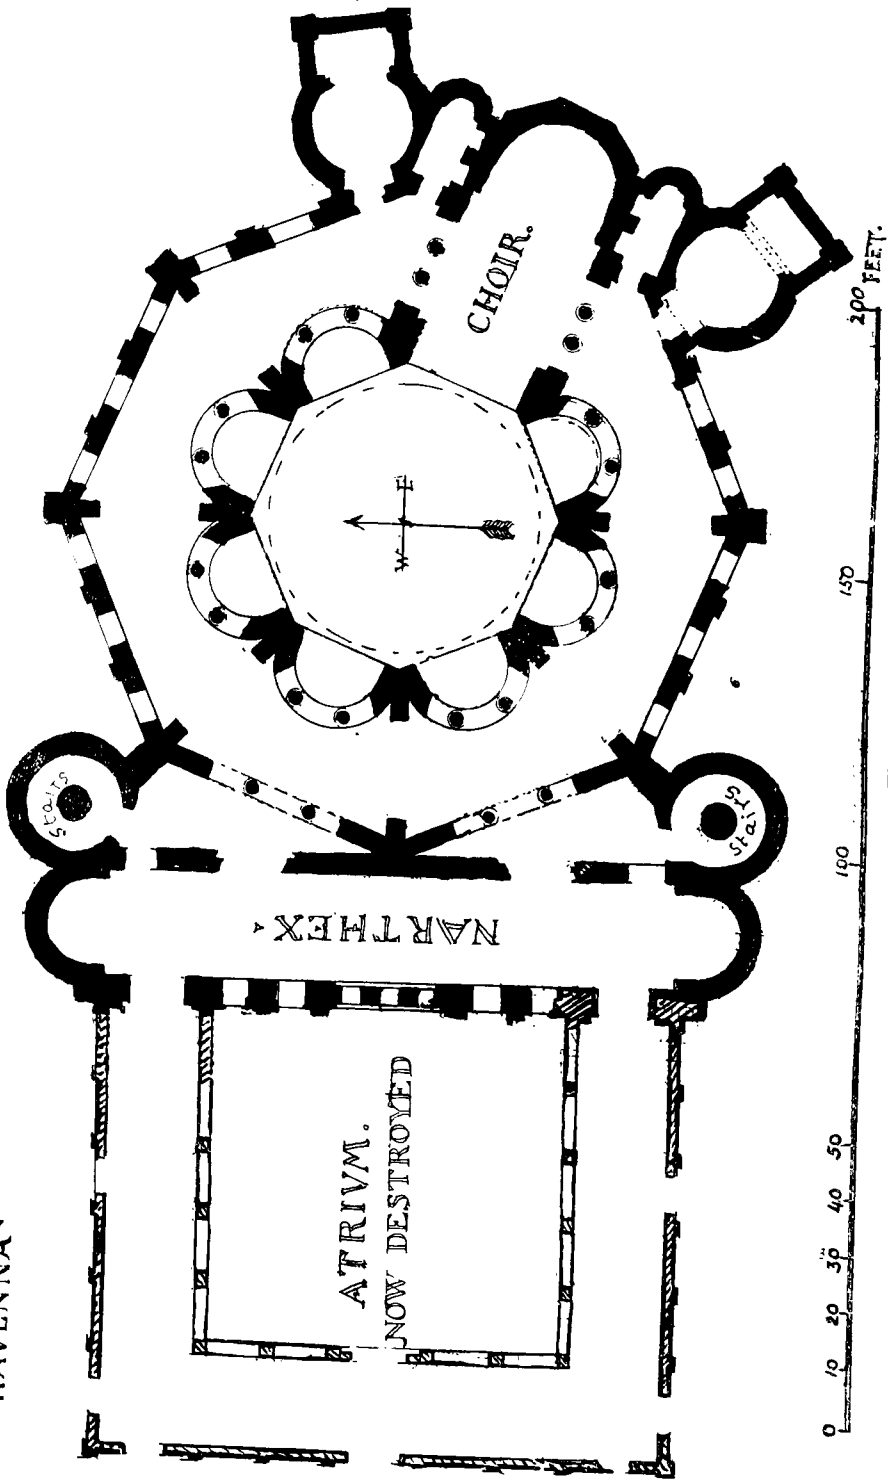 RAVENNA
CHOIR.
E
W
Stairs
Stairs
NARTHEX
ATRIVM.
NOW DESTROYED
0 10 20 30 40 50 100 150 200 FEET.